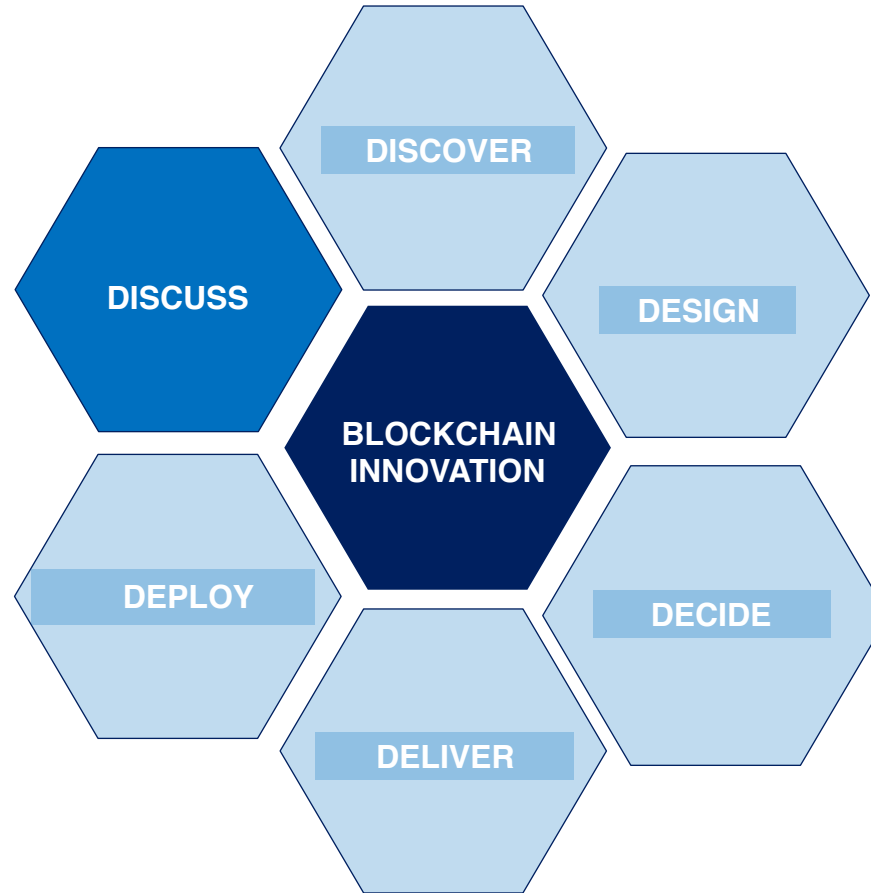 DISCOVER
DISCUSS
DESIGN
BLOCKCHAIN
INNOVATION
DEPLOY
DECIDE
DELIVER